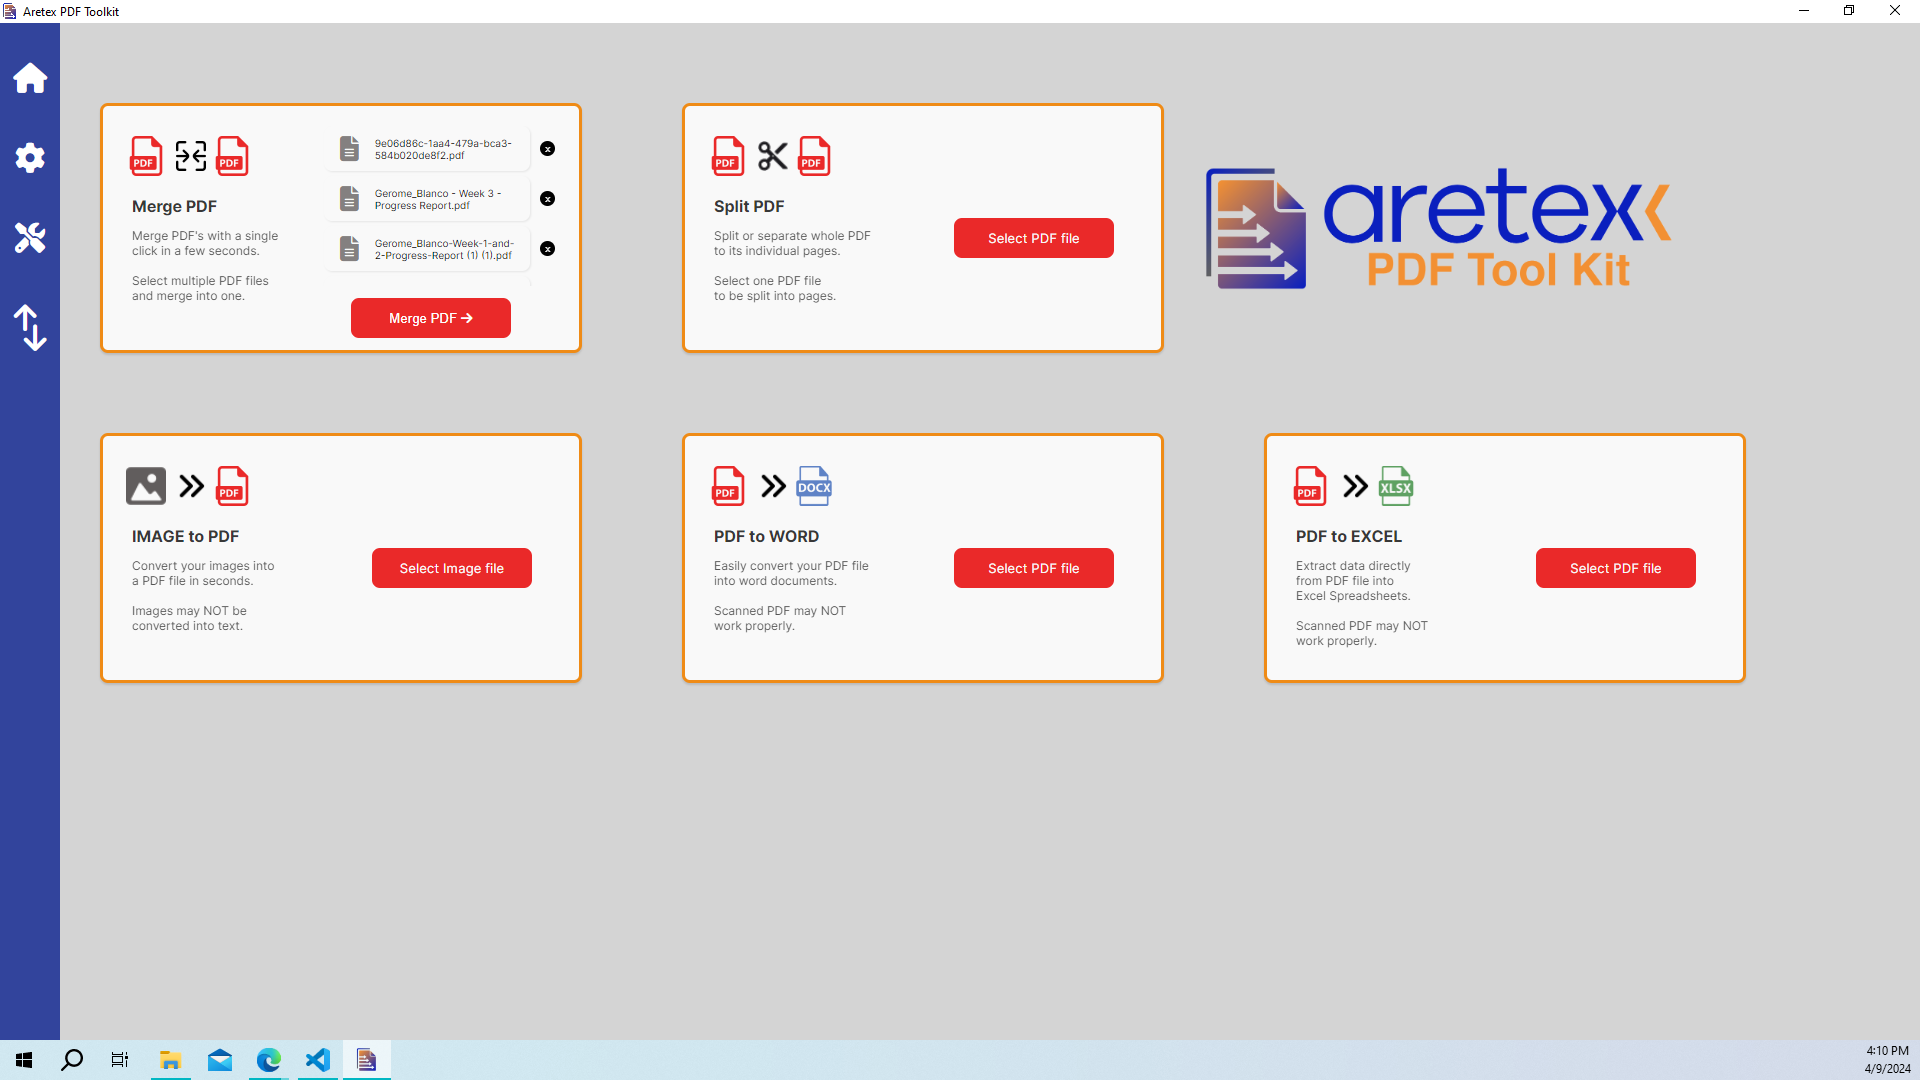 Aretex PDF Toolkit
PDF
PDF
Merge PDF
Merge PDF's with a single
click in a few seconds.
Select multiple PDF files
and merge into one.
9e06d86c-1aa4-479a-bca3-
584b020de8f2.pdf
x
Gerome_Blanco - Week 3 -
Progress Report.pdf
x
Gerome_Blanco-Week-1-and-
2-Progress-Report (1) (1).pdf
x
Merge PDF
PDF
PDF
Split PDF
Split or separate whole PDF
to its individual pages.
Select one PDF file
to be split into pages.
Select PDF file
aretex
PDF Tool Kit
PDF
IMAGE to PDF
Convert your images into
a PDF file in seconds.
Images may NOT be
converted into text.
Select Image file
PDF
DOCX
PDF to WORD
Easily convert your PDF file
into word documents.
Scanned PDF may NOT
work properly.
Select PDF file
PDF
XLSX
PDF to EXCEL
Extract data directly
from PDF file into
Excel Spreadsheets.
Scanned PDF may NOT
work properly.
Select PDF file
4:10 PM
4/9/2024